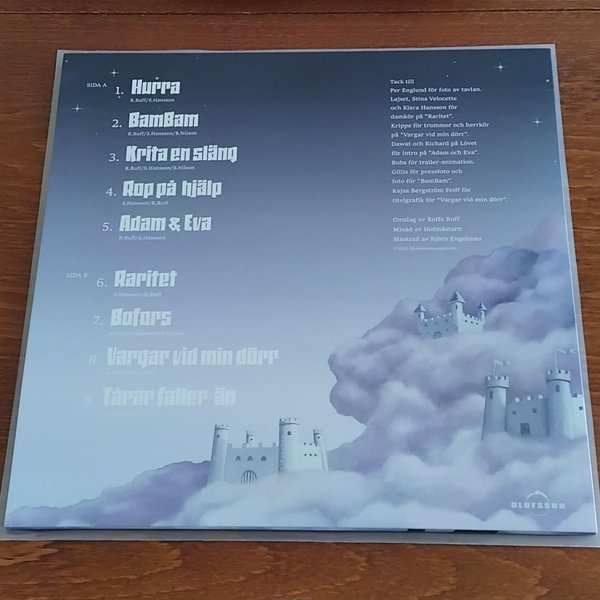 SIDA A
1. Hurra
R.Ruff/S.Hansson
2. BamBam
R.Ruff/S.Hansson/B.Nilson
3. Krita en släng
R.Ruff/S.Hansson/B.Nilson
4. Rop på hjälp
S.Hansson/R.Ruff
5. Adam & Eva
R.Ruff/S.Hansson
SIDA B
6. Raritet
S.Hansson/R.Ruff
7. Bofors
8. Vargar vid min dörr
9. Tårar faller än
Tack till
Per Englund för foto av tavlan.
Lajset, Stina Velocette
och Klara Hansson för
damkör på "Raritet".
Krippe för trummor och herrkör
på "Vargar vid min dörr".
Dawat och Richard på Lövet
för intro på "Adam och Eva".
Bubs för trailer-animation.
Gillis för pressfoto och
foto för "BamBam".
Kajsa Bergström Feiff för
titelgrafik för "Vargar vid min dörr".
Omslag av Roffe Ruff
Mixad av Hofmästarn
Mastrad av Björn Engelman
OLOFSSON